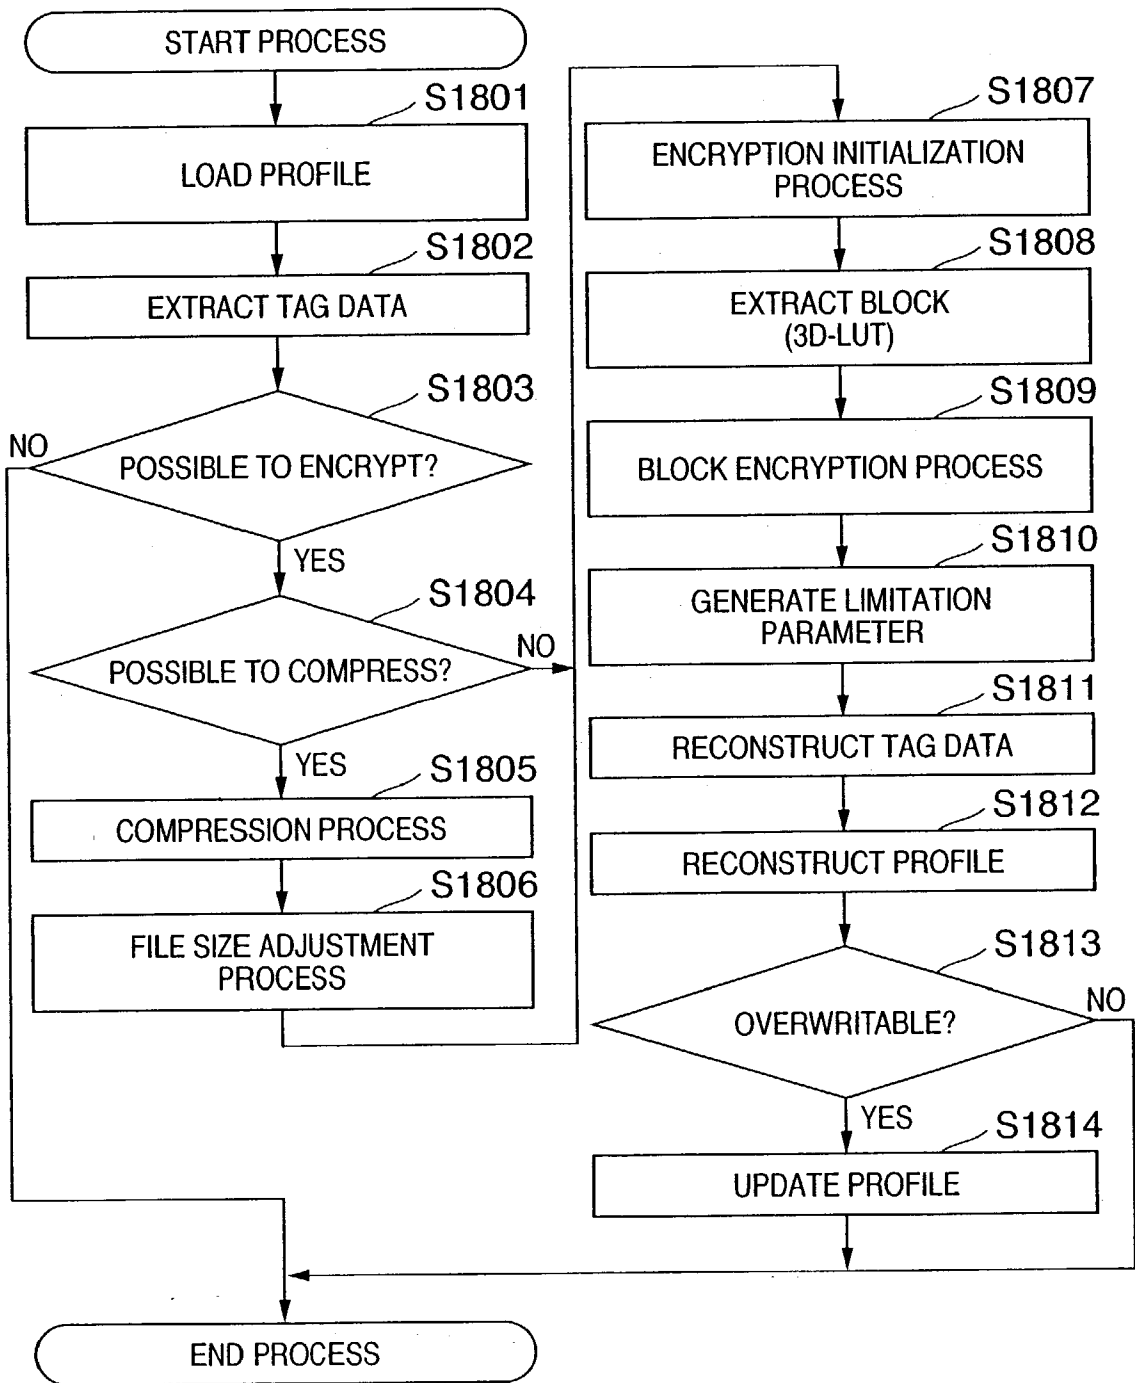 START PROCESS
S1801
LOAD PROFILE
S1802
EXTRACT TAG DATA
S1803
NO
POSSIBLE TO ENCRYPT?
YES
S1804
NO
POSSIBLE TO COMPRESS?
YES
S1805
COMPRESSION PROCESS
S1806
FILE SIZE ADJUSTMENT
PROCESS
S1807
ENCRYPTION INITIALIZATION
PROCESS
S1808
EXTRACT BLOCK
(3D-LUT)
S1809
BLOCK ENCRYPTION PROCESS
S1810
GENERATE LIMITATION
PARAMETER
S1811
RECONSTRUCT TAG DATA
S1812
RECONSTRUCT PROFILE
S1813
NO
OVERWRITABLE?
YES
S1814
UPDATE PROFILE
END PROCESS